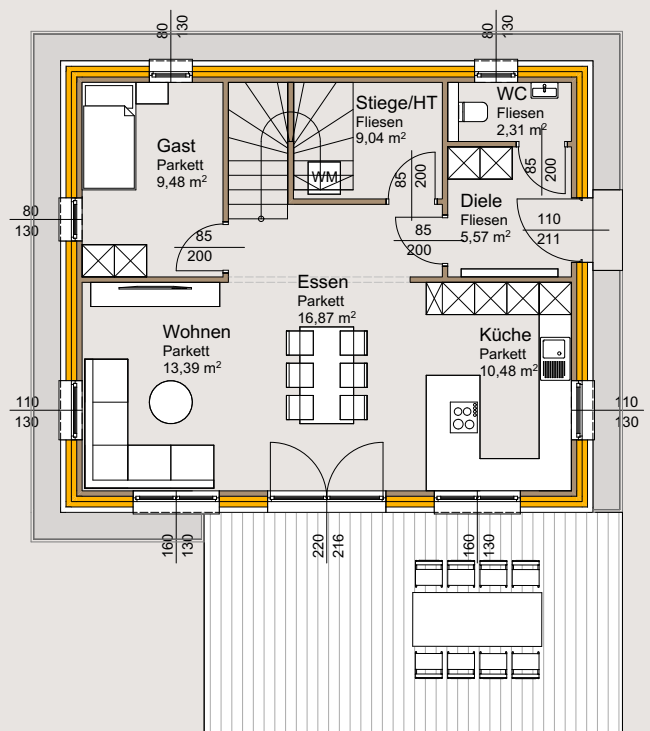 80
130
80
130
Stiege/HT
Fliesen
9,04 m²
WC
Fliesen
2,31 m²
Gast
Parkett
9,48 m²
WM
85
200
85
200
Diele
Fliesen
5,57 m²
80
130
85
200
85
200
110
211
Essen
Parkett
16,87 m²
Wohnen
Parkett
13,39 m²
Küche
Parkett
10,48 m²
110
130
110
130
160
130
220
216
160
130